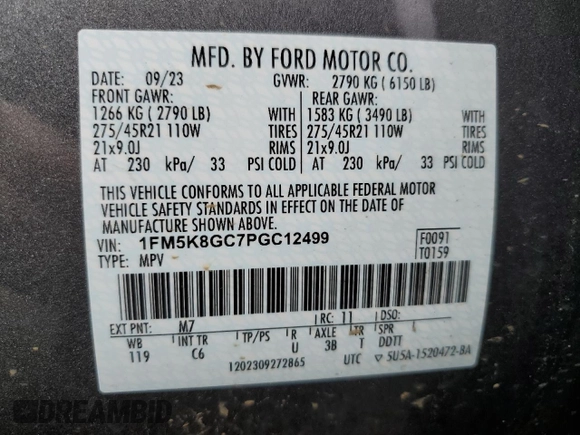 MFD. BY FORD MOTOR CO.
DATE: 09/23 GVWR: 2790 KG ( 6150 LB)
FRONT GAWR: REAR GAWR:
1266 KG ( 2790 LB) WITH 1583 KG ( 3490 LB) WITH
275/45R21 110W TIRES 275/45R21 110W TIRES
21x9.0J RIMS 21x9.0J RIMS
AT 230 kPa/ 33 PSI COLD AT 230 kPa/ 33 PSI COLD
THIS VEHICLE CONFORMS TO ALL APPLICABLE FEDERAL MOTOR
VEHICLE SAFETY STANDARDS IN EFFECT ON THE DATE OF
MANUFACTURE SHOWN ABOVE.
VIN: 1FM5K8GC7PGC12499 F0091
TYPE: MPV T0159
EXT PNT: M7 RC: 11 DSO:
WB INT TR TP/PS R AXLE TR SPR
119 C6 U 3B T DDTT
1202309272865 UTC ▽ 5U5A-1520472-BA
DREAMBID